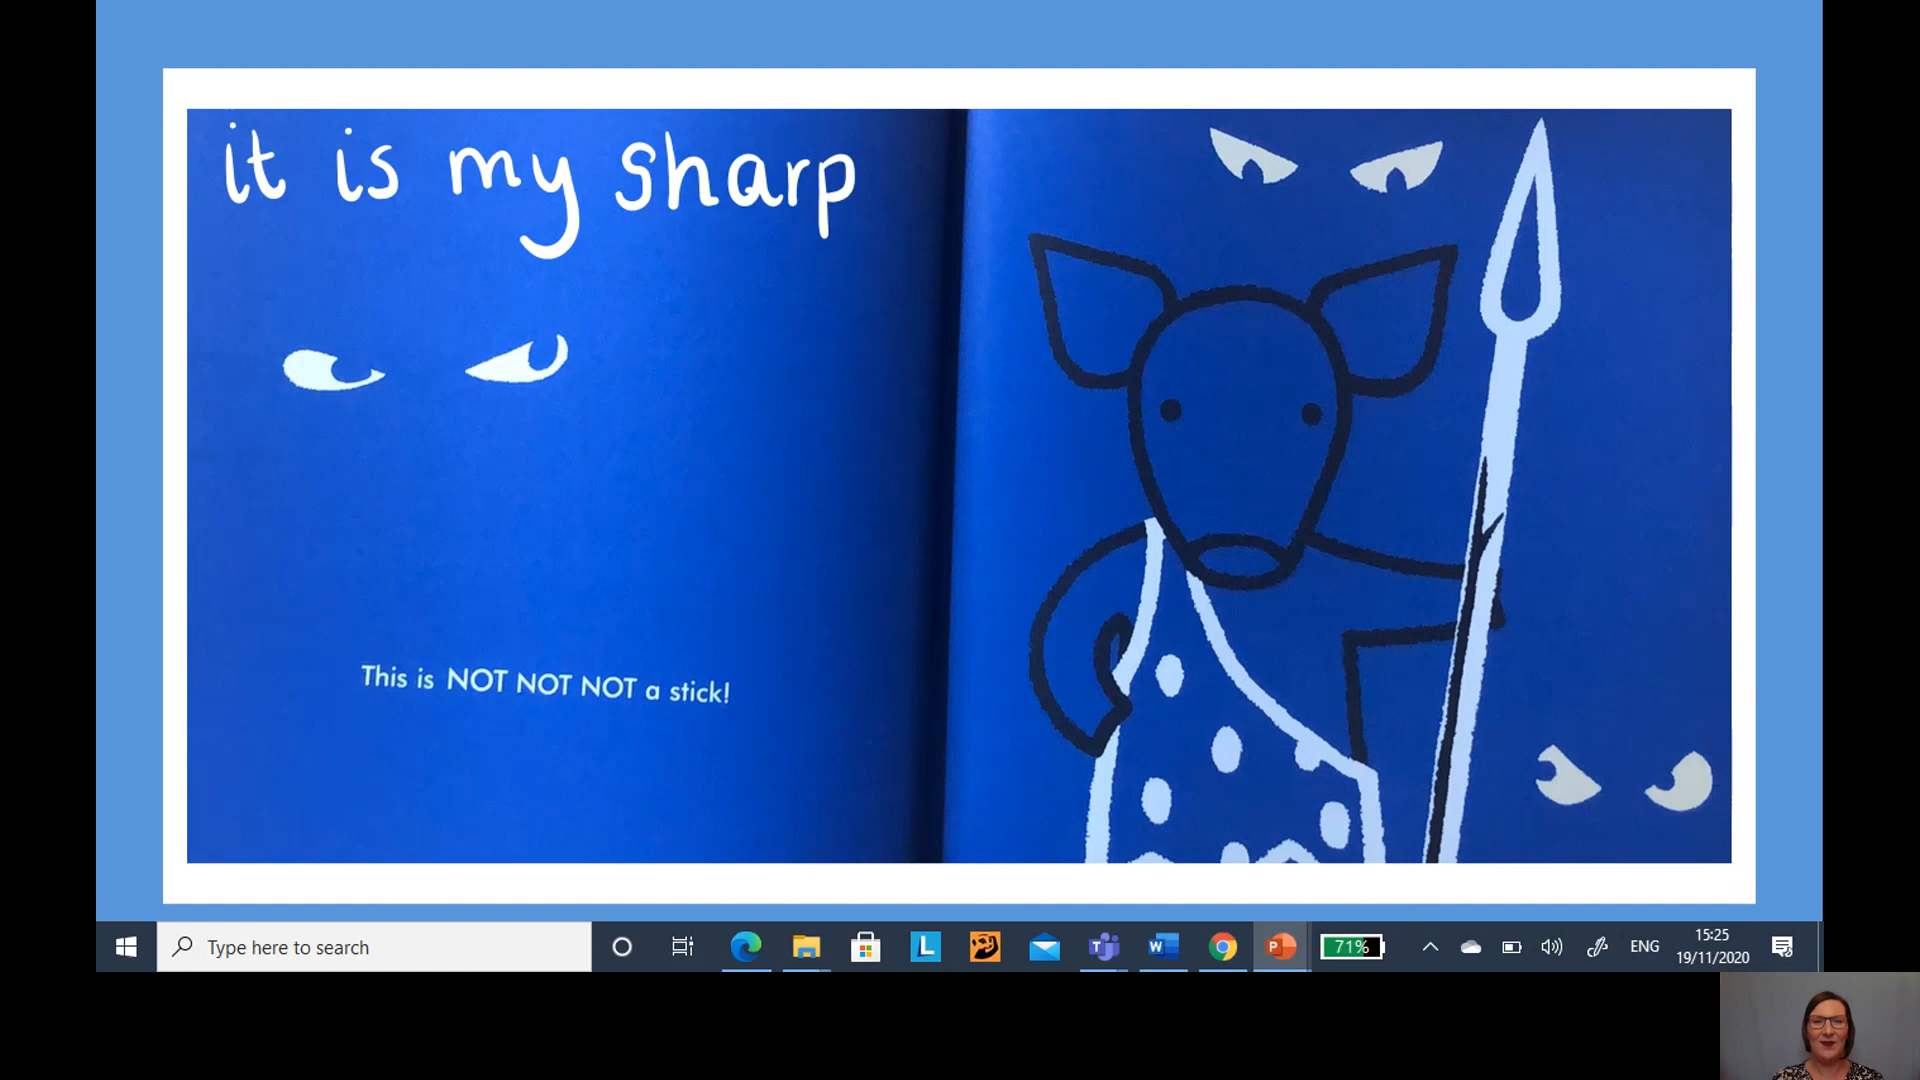 it is my sharp
This is NOT NOT NOT a stick!
Type here to search
71%
ENG
15:25
19/11/2020